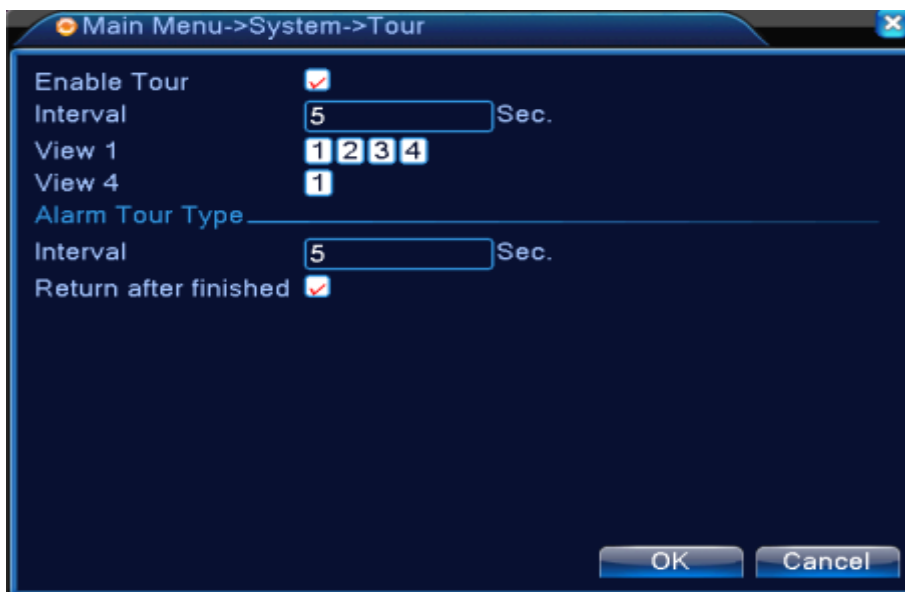 Main Menu->System->Tour
Enable Tour
Interval 5 Sec.
View 1 1 2 3 4
View 4 1
Alarm Tour Type
Interval 5 Sec.
Return after finished
OK Cancel